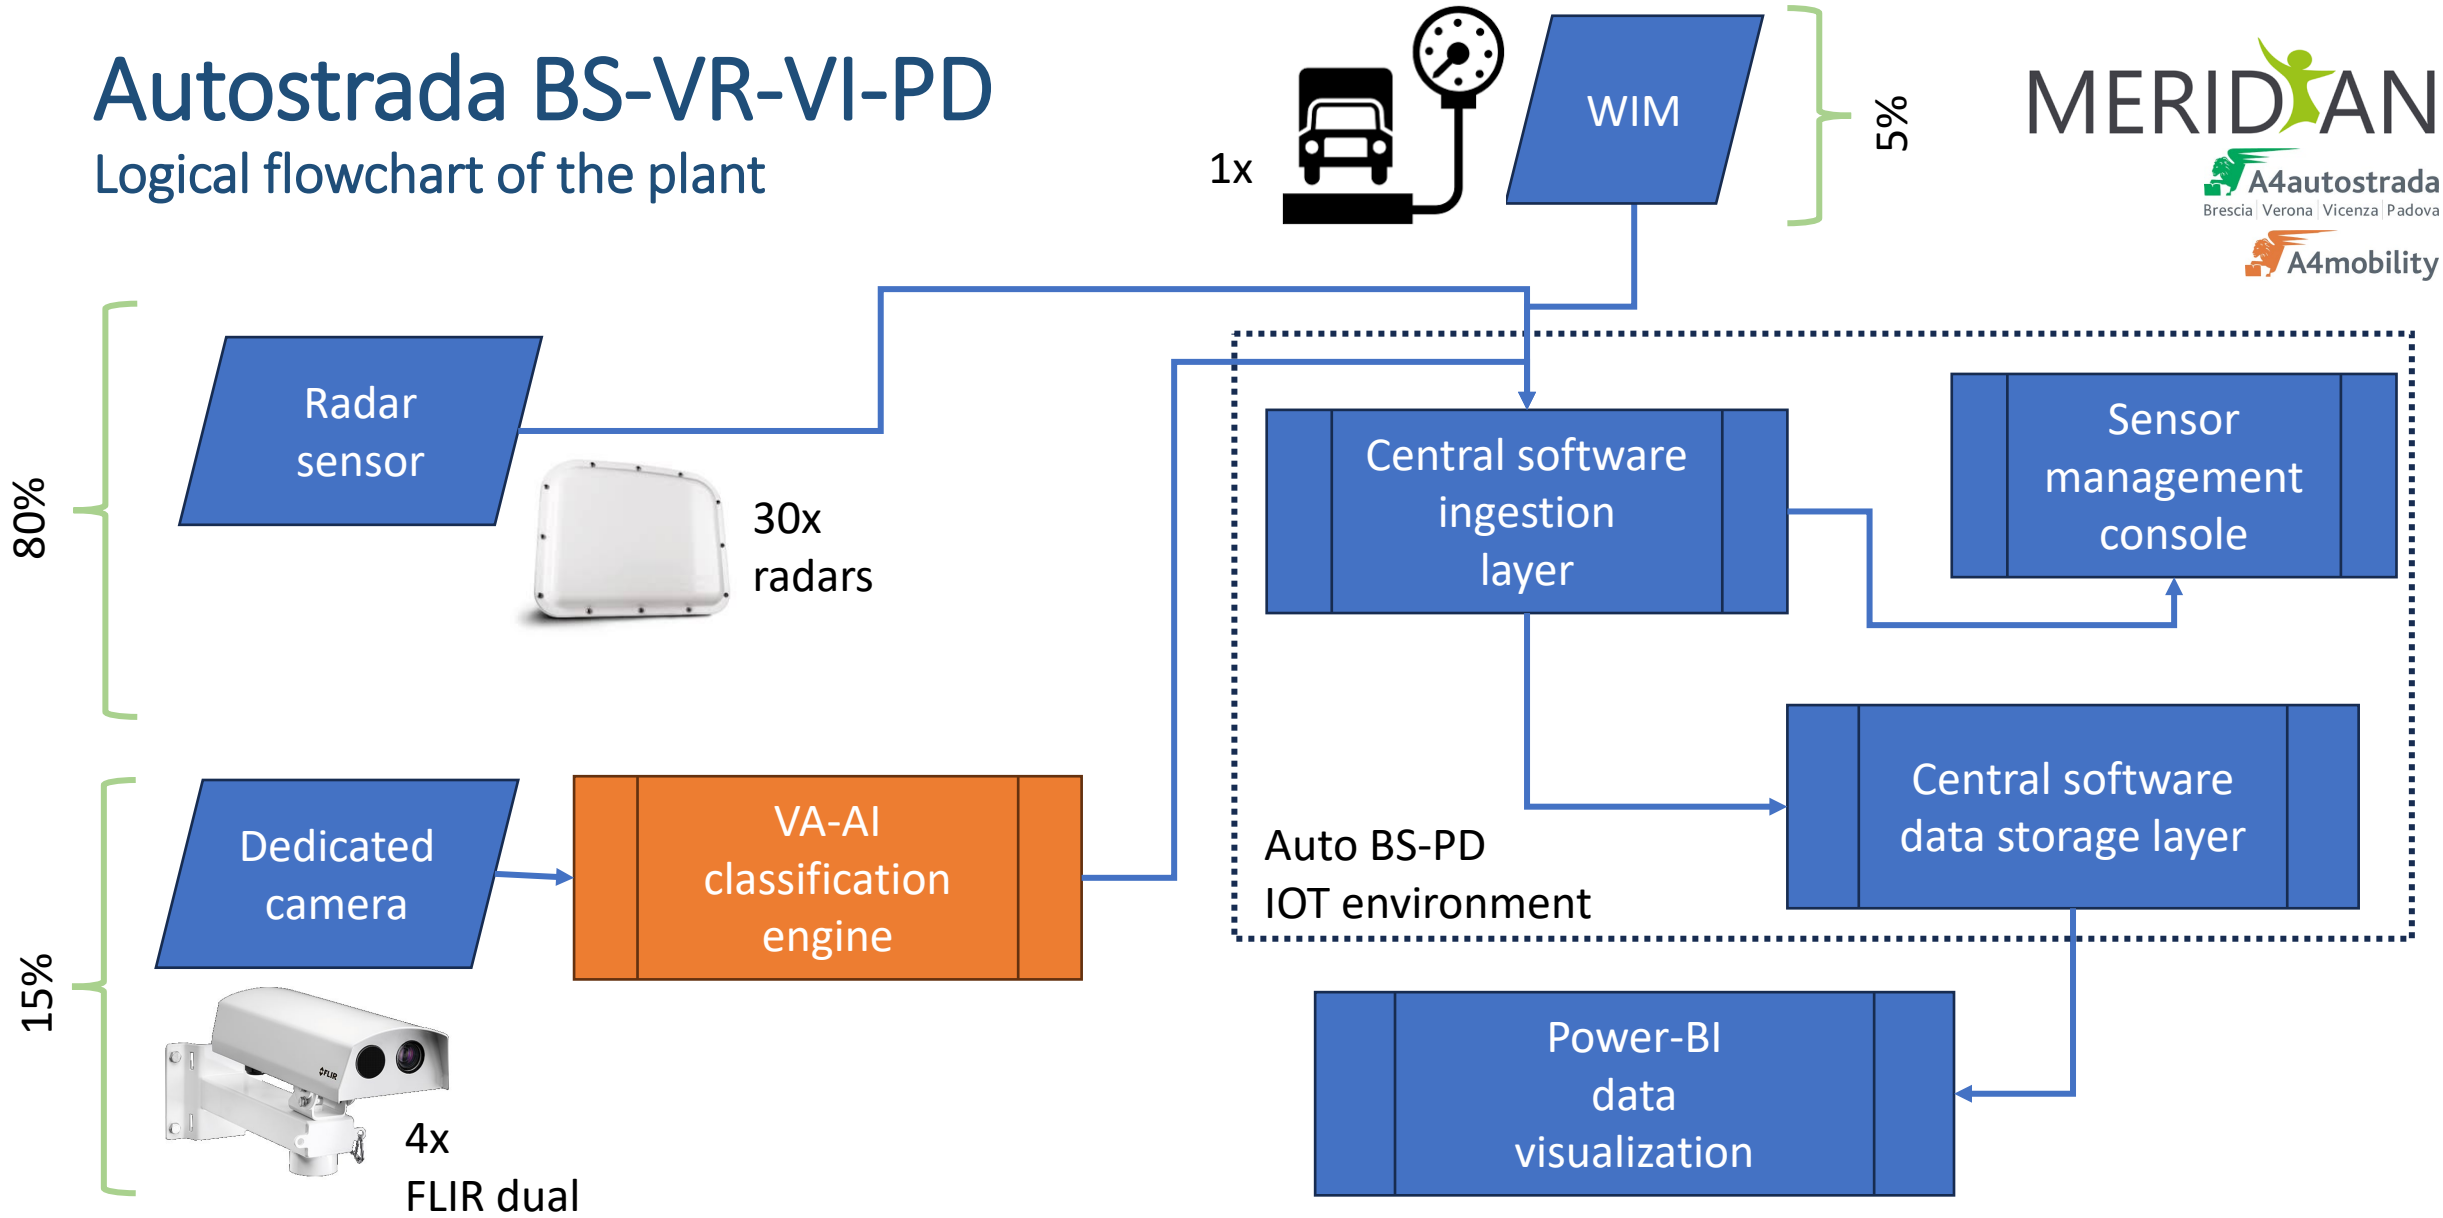 Autostrada BS-VR-VI-PD
Logical flowchart of the plant
1x
WIM
5%
MERIDIAN
A4autostrada
Brescia Verona Vicenza Padova
A4mobility
80%
Radar
sensor
30x
radars
Central software
ingestion
layer
Sensor
management
console
15%
Dedicated
camera
VA-AI
classification
engine
Central software
data storage layer
Auto BS-PD
IOT environment
FLIR
4x
FLIR dual
Power-BI
data
visualization